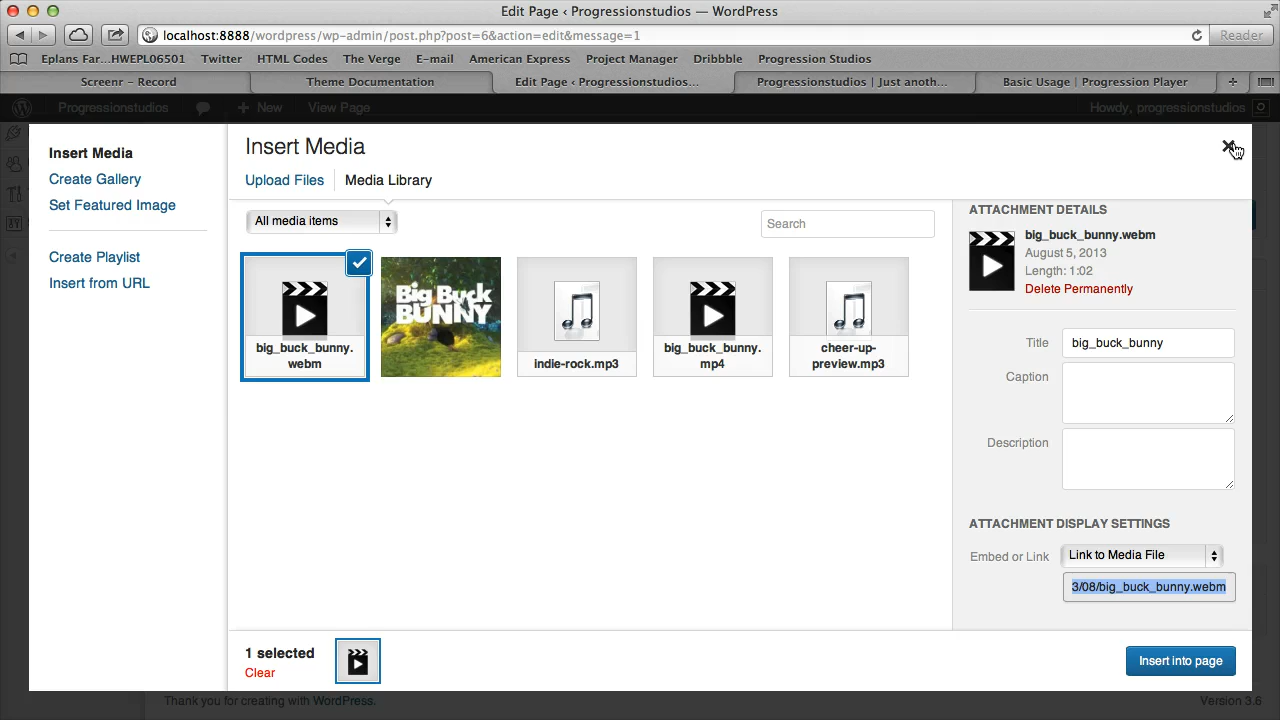 Edit Page ‹ Progressionstudios — WordPress
localhost:8888/wordpress/wp-admin/post.php?post=6&action=edit&message=1
Reader
Eplans Far...HWEPL06501 Twitter HTML Codes The Verge E-mail American Express Project Manager Dribbble Progression Studios
Screenr - Record Theme Documentation Edit Page ‹ Progressionstudios... Progressionstudios | Just anoth... Basic Usage | Progression Player
Progressionstudios + New View Page Howdy, progressionstudios
Insert Media
Create Gallery
Set Featured Image
Create Playlist
Insert from URL
Insert Media
Upload Files Media Library
All media items
Search
big_buck_bunny.
webm
Big Buck
BUNNY
indie-rock.mp3
big_buck_bunny.
mp4
cheer-up-
preview.mp3
ATTACHMENT DETAILS
big_buck_bunny.webm
August 5, 2013
Length: 1:02
Delete Permanently
Title big_buck_bunny
Caption
Description
ATTACHMENT DISPLAY SETTINGS
Embed or Link Link to Media File
3/08/big_buck_bunny.webm
1 selected
Clear
Insert into page
Thank you for creating with WordPress. Version 3.6